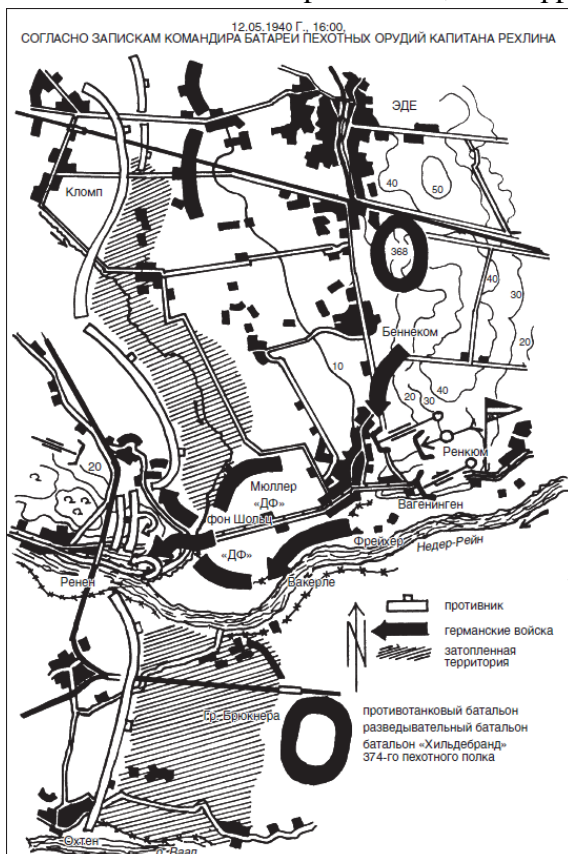 12.05.1940 Г., 16:00,
СОГЛАСНО ЗАПИСКАМ КОМАНДИРА БАТАРЕИ ПЕХОТНЫХ ОРУДИЙ КАПИТАНА РЕХЛИНА
ЭДЕ
40
50
Кломп
368
40
30
20
Беннеком
10
40
20
30
Ренкюм
20
Мюллер
«ДФ»
Вагенинген
фон Шольц
Фрейхер
Недер-Рейн
«ДФ»
Ренен
Бакерле
противник
германские войска
затопленная
территория
Гр. Брюкнера
противотанковый батальон
разведывательный батальон
батальон «Хильдебранд»
374-го пехотного полка
Охтен
р. Ваал